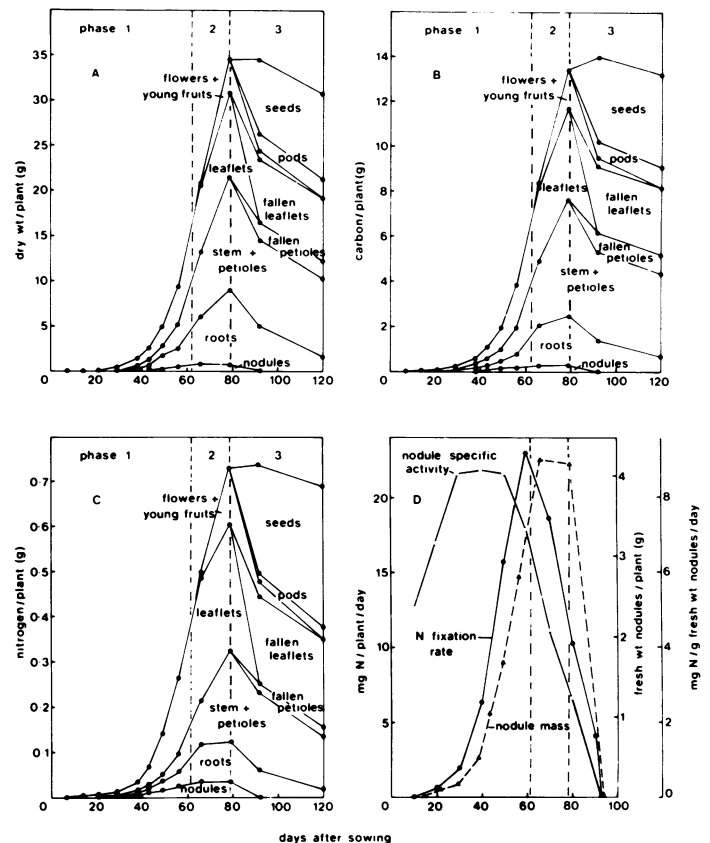 phase 1 2 3
A
flowers +
young fruits
seeds
pods
leaflets
fallen
leaflets
fallen
petioles
stem +
petioles
roots
nodules
dry wt/plant (g)
35
30
25
20
15
10
5
0 20 40 60 80 100 120
phase 1 2 3
B
flowers +
young fruits
seeds
pods
leaflets
fallen
leaflets
fallen
petioles
stem +
petioles
roots
nodules
carbon/plant(g)
14
12
10
8
6
4
2
0 20 40 60 80 100 120
phase 1 2 3
C
flowers +
young fruits
seeds
pods
leaflets
fallen
leaflets
fallen
petioles
stem +
petioles
roots
nodules
nitrogen/plant (g)
0·7
0·6
0·5
0·4
0·3
0·2
0·1
0 20 40 60 80 100 120
nodule specific
activity
D
N fixation
rate
nodule mass
mg N/plant/day
20
15
10
5
0 20 40 60 80 100
fresh wt nodules/plant (g)
4
3
2
1
0
mg N/g fresh wt nodules/day
8
6
4
2
0
days after sowing